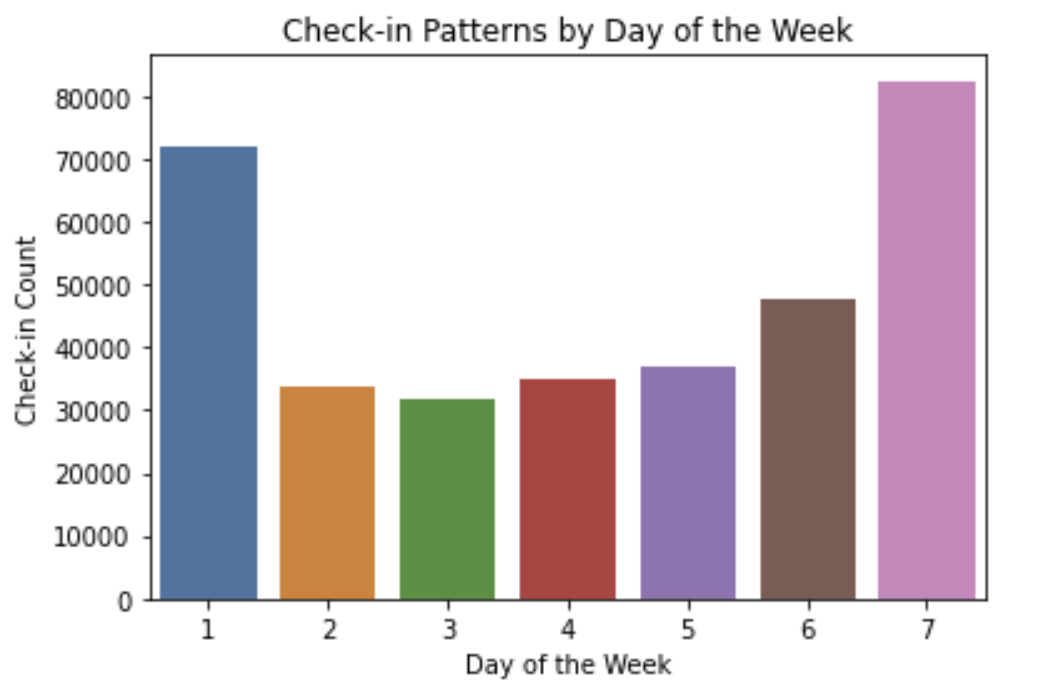 Check-in Patterns by Day of the Week
Check-in Count
80000
70000
60000
50000
40000
30000
20000
10000
0
1 2 3 4 5 6 7
Day of the Week